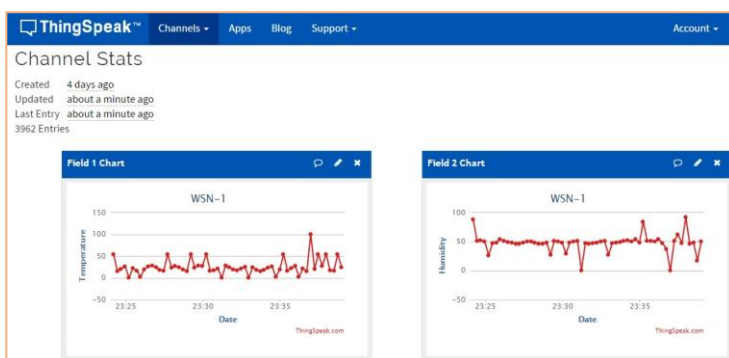 ThingSpeak™ Channels Apps Blog Support Account
Channel Stats
Created 4 days ago
Updated about a minute ago
Last Entry about a minute ago
3962 Entries
Field 1 Chart
WSN-1
Temperature
150
100
50
0
-50
23:25 23:30 23:35
Date
ThingSpeak.com
Field 2 Chart
WSN-1
Humidity
100
50
0
-50
23:25 23:30 23:35
Date
ThingSpeak.com